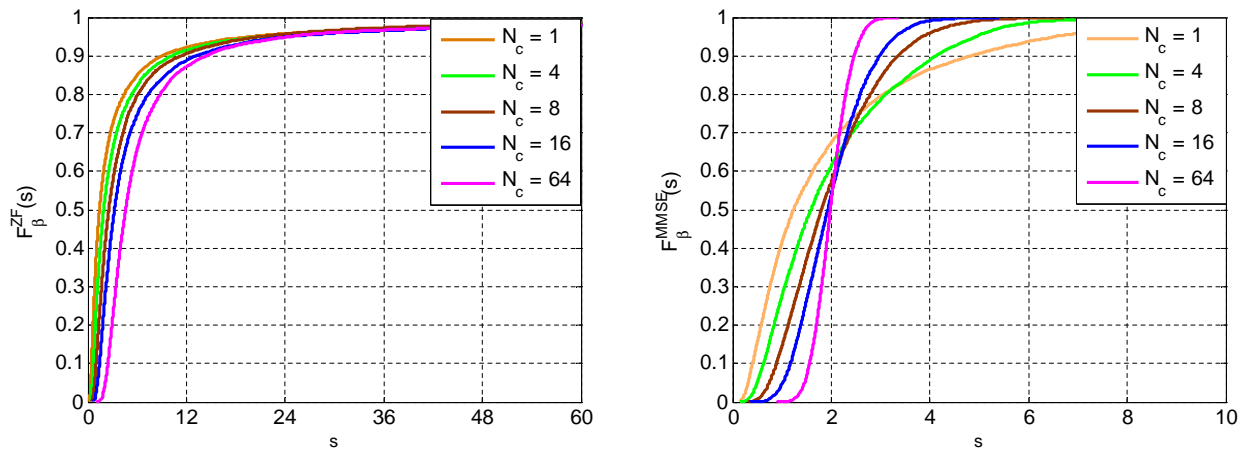 1
0.9
0.8
0.7
0.6
0.5
0.4
0.3
0.2
0.1
0
F_β^ZF(s)
0 12 24 36 48 60
s
N_c = 1
N_c = 4
N_c = 8
N_c = 16
N_c = 64
1
0.9
0.8
0.7
0.6
0.5
0.4
0.3
0.2
0.1
0
F_β^MMSE(s)
0 2 4 6 8 10
s
N_c = 1
N_c = 4
N_c = 8
N_c = 16
N_c = 64